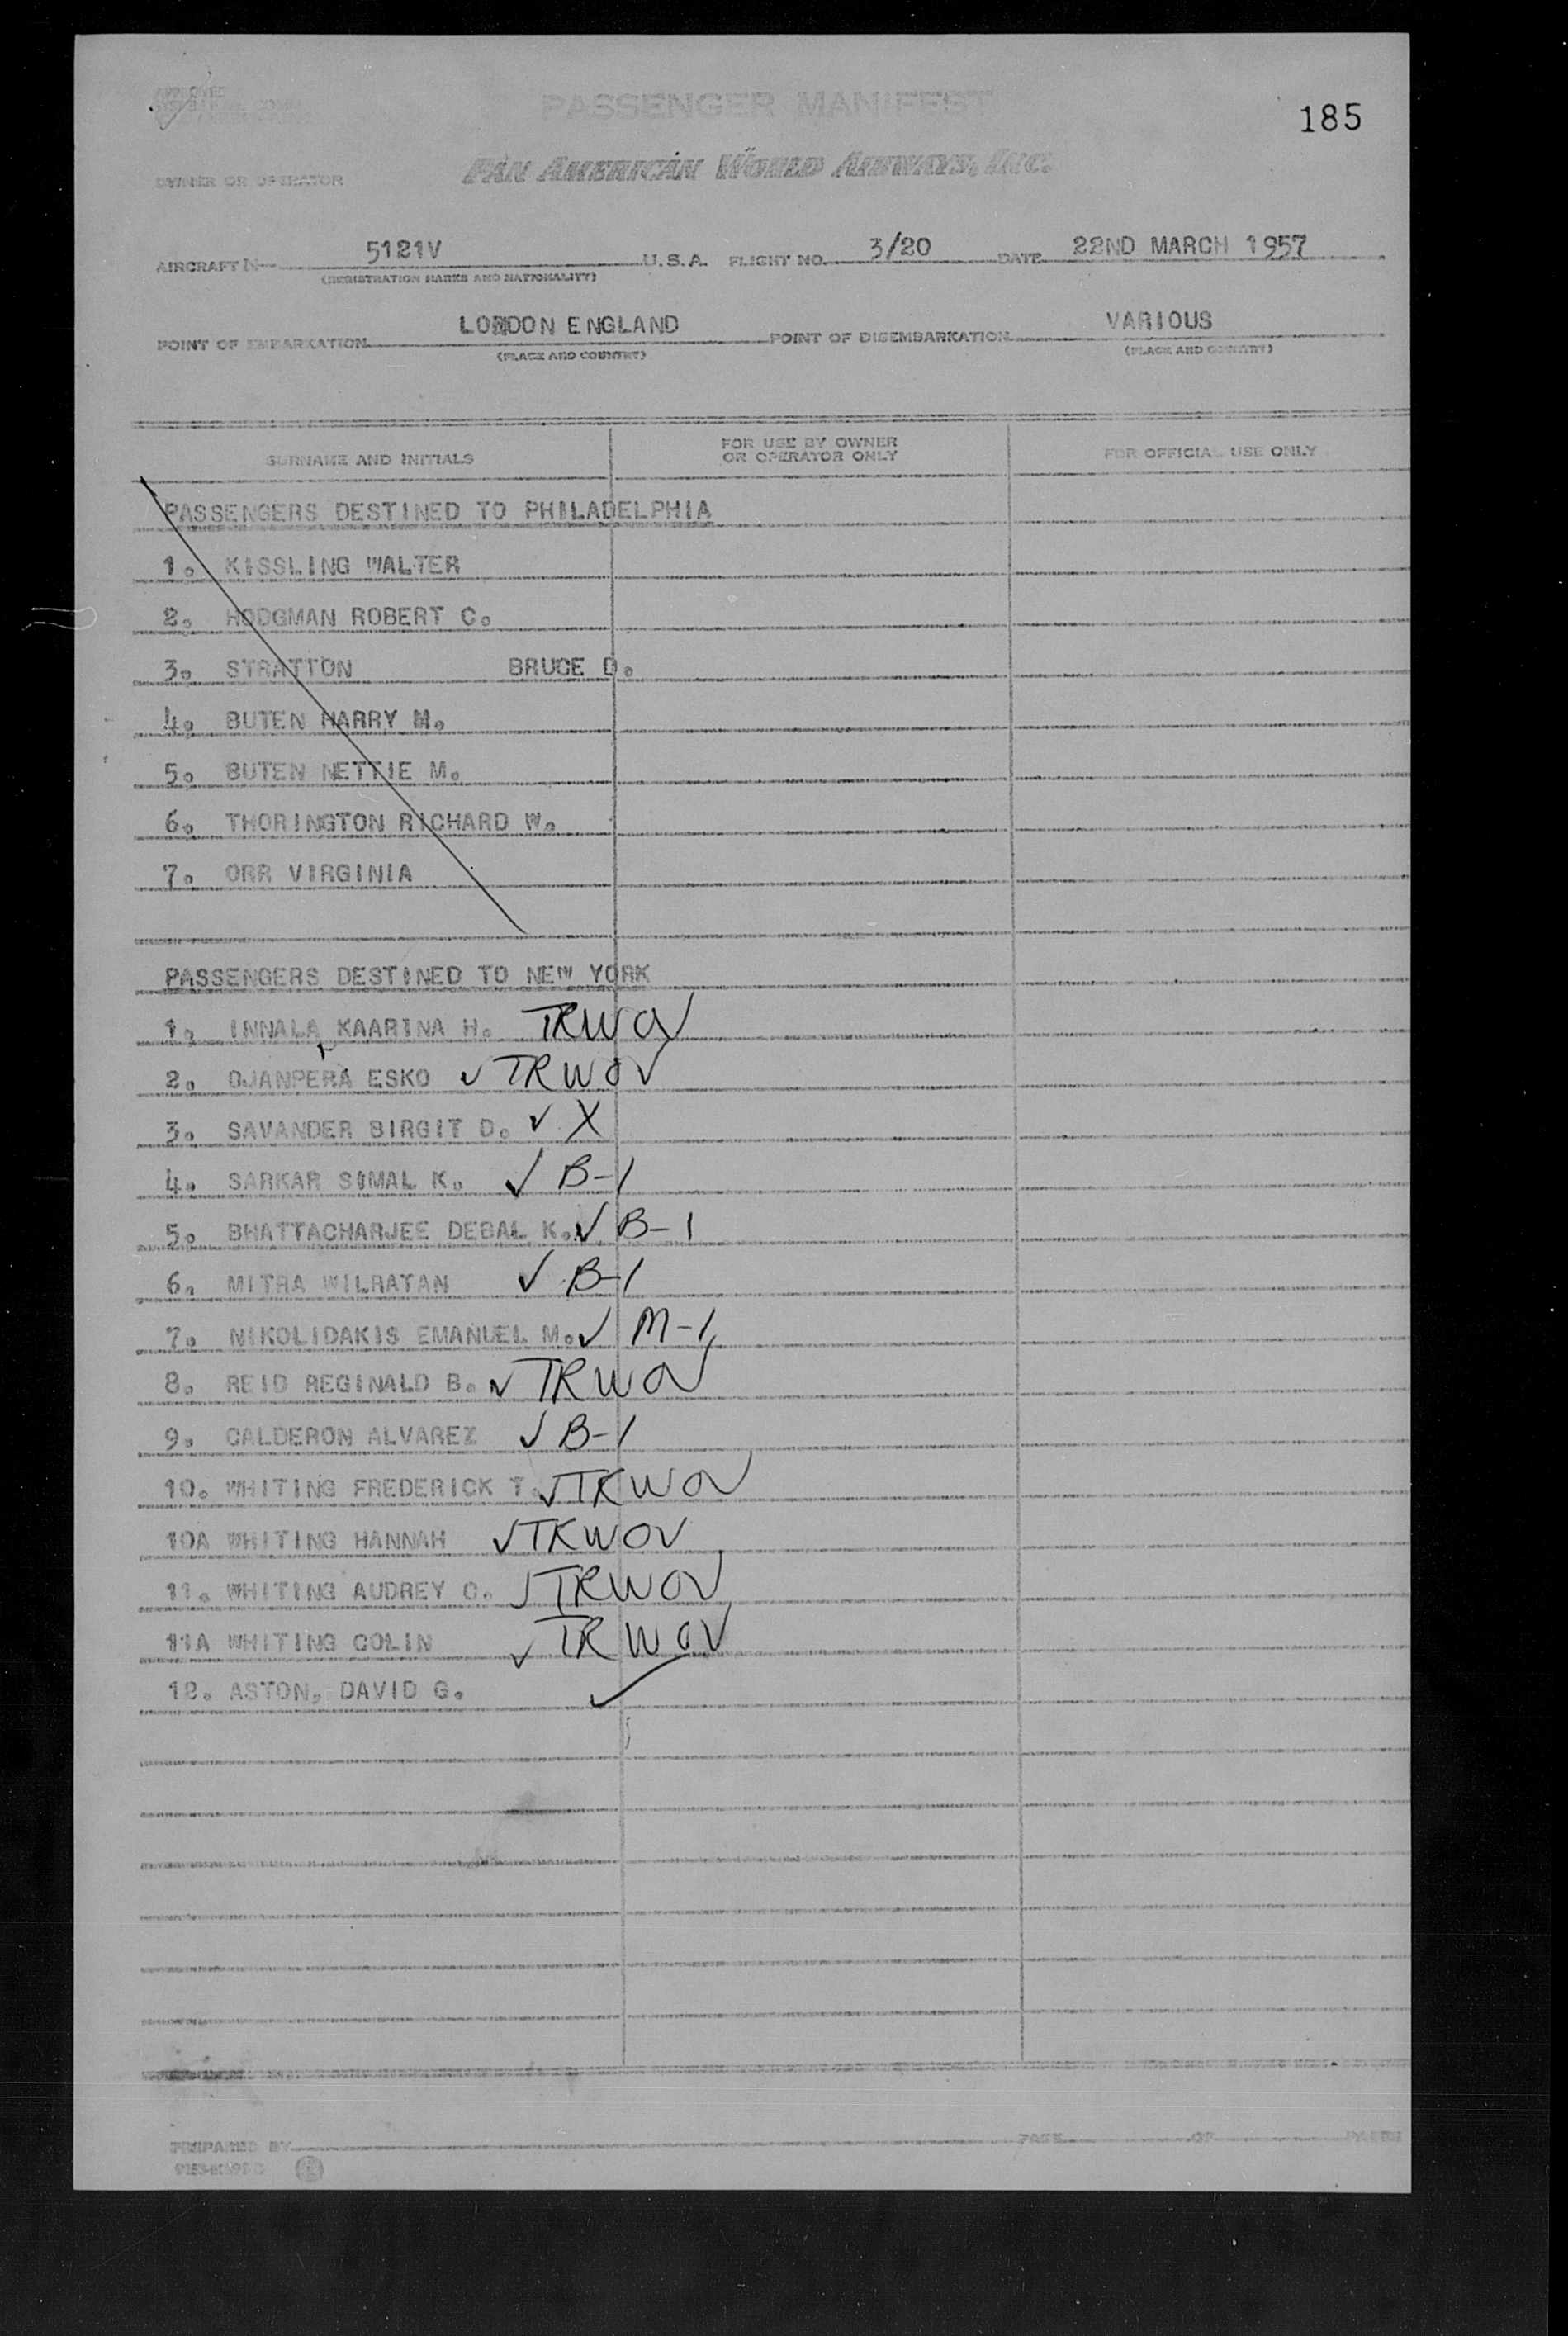 APPROVED
PASSENGER MANIFEST
185
OWNER OR OPERATOR
PAN AMERICAN WORLD AIRWAYS, INC.
AIRCRAFT N- 5121V U.S.A. FLIGHT NO. 3/20 DATE 22ND MARCH 1957
(REGISTRATION MARKS AND NATIONALITY)
POINT OF EMBARKATION LONDON ENGLAND POINT OF DISEMBARKATION VARIOUS
(PLACE AND COUNTRY) (PLACE AND COUNTRY)
SURNAME AND INITIALS FOR USE BY OWNER OR OPERATOR ONLY FOR OFFICIAL USE ONLY
PASSENGERS DESTINED TO PHILADELPHIA
1. KISSLING WALTER
2. HODGMAN ROBERT C.
3. STRATTON BRUCE D.
4. BUTEN HARRY M.
5. BUTEN NETTIE M.
6. THORINGTON RICHARD W.
7. ORR VIRGINIA
PASSENGERS DESTINED TO NEW YORK
1. INNALA KAARINA H. TRWOV
2. OJANPERA ESKO ✓ TRWOV
3. SAVANDER BIRGIT D. ✓ X
4. SARKAR SUMAL K. ✓ B-1
5. BHATTACHARJEE DEBAL K. ✓ B-1
6. MITRA WILRATAN ✓ B-1
7. NIKOLIDAKIS EMANUEL M. ✓ M-1
8. REID REGINALD B. ✓ TRWOV
9. CALDERON ALVAREZ ✓ B-1
10. WHITING FREDERICK T. ✓ TRWOV
10A WHITING HANNAH ✓ TRWOV
11. WHITING AUDREY C. ✓ TRWOV
11A WHITING COLIN ✓ TRWOV
12. ASTON, DAVID G. ✓
PREPARED BY PAGE OF PAGES